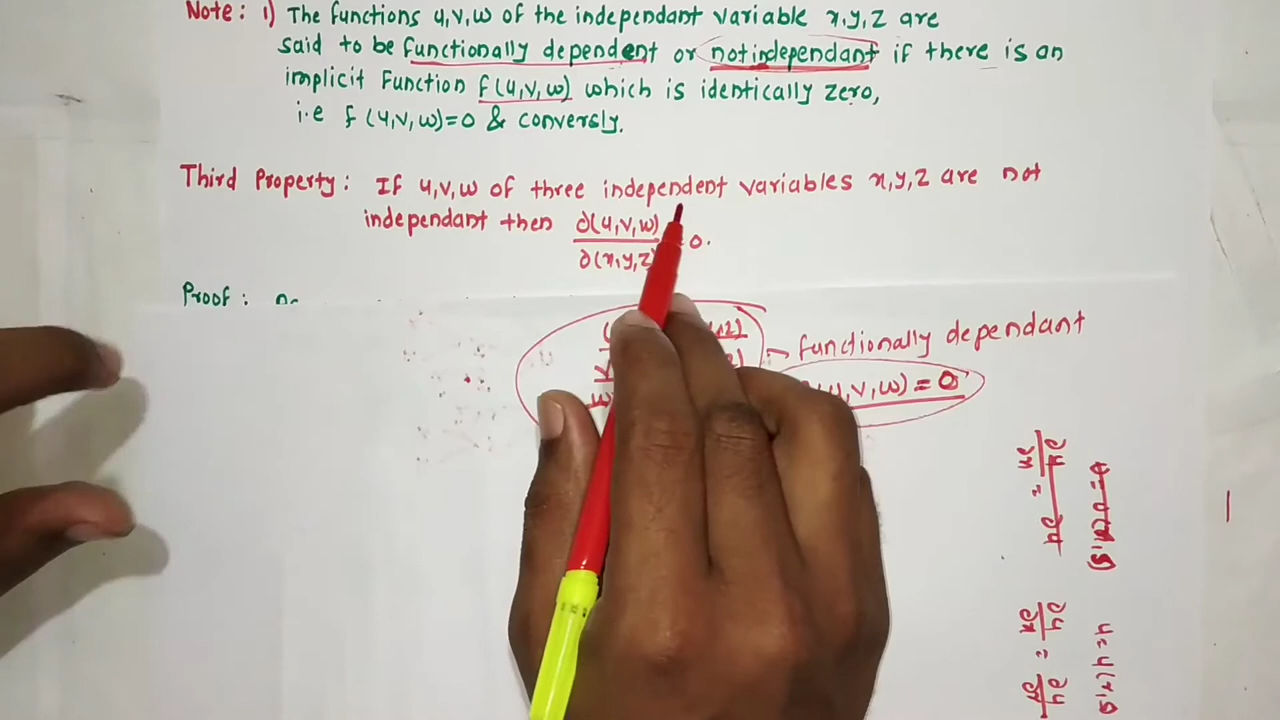 Note: 1) The functions u,v,w of the independant variable x,y,z are
said to be functionally dependent or not independant if there is an
implicit Function f(u,v,w) which is identically zero,
i.e f(u,v,w)=0 & conversly.
Third Property: If u,v,w of three independent variables x,y,z are not
independant then ∂(u,v,w)
∂(x,y,z) 0.
Proof:
functionally dependant
u,v,w) = 0